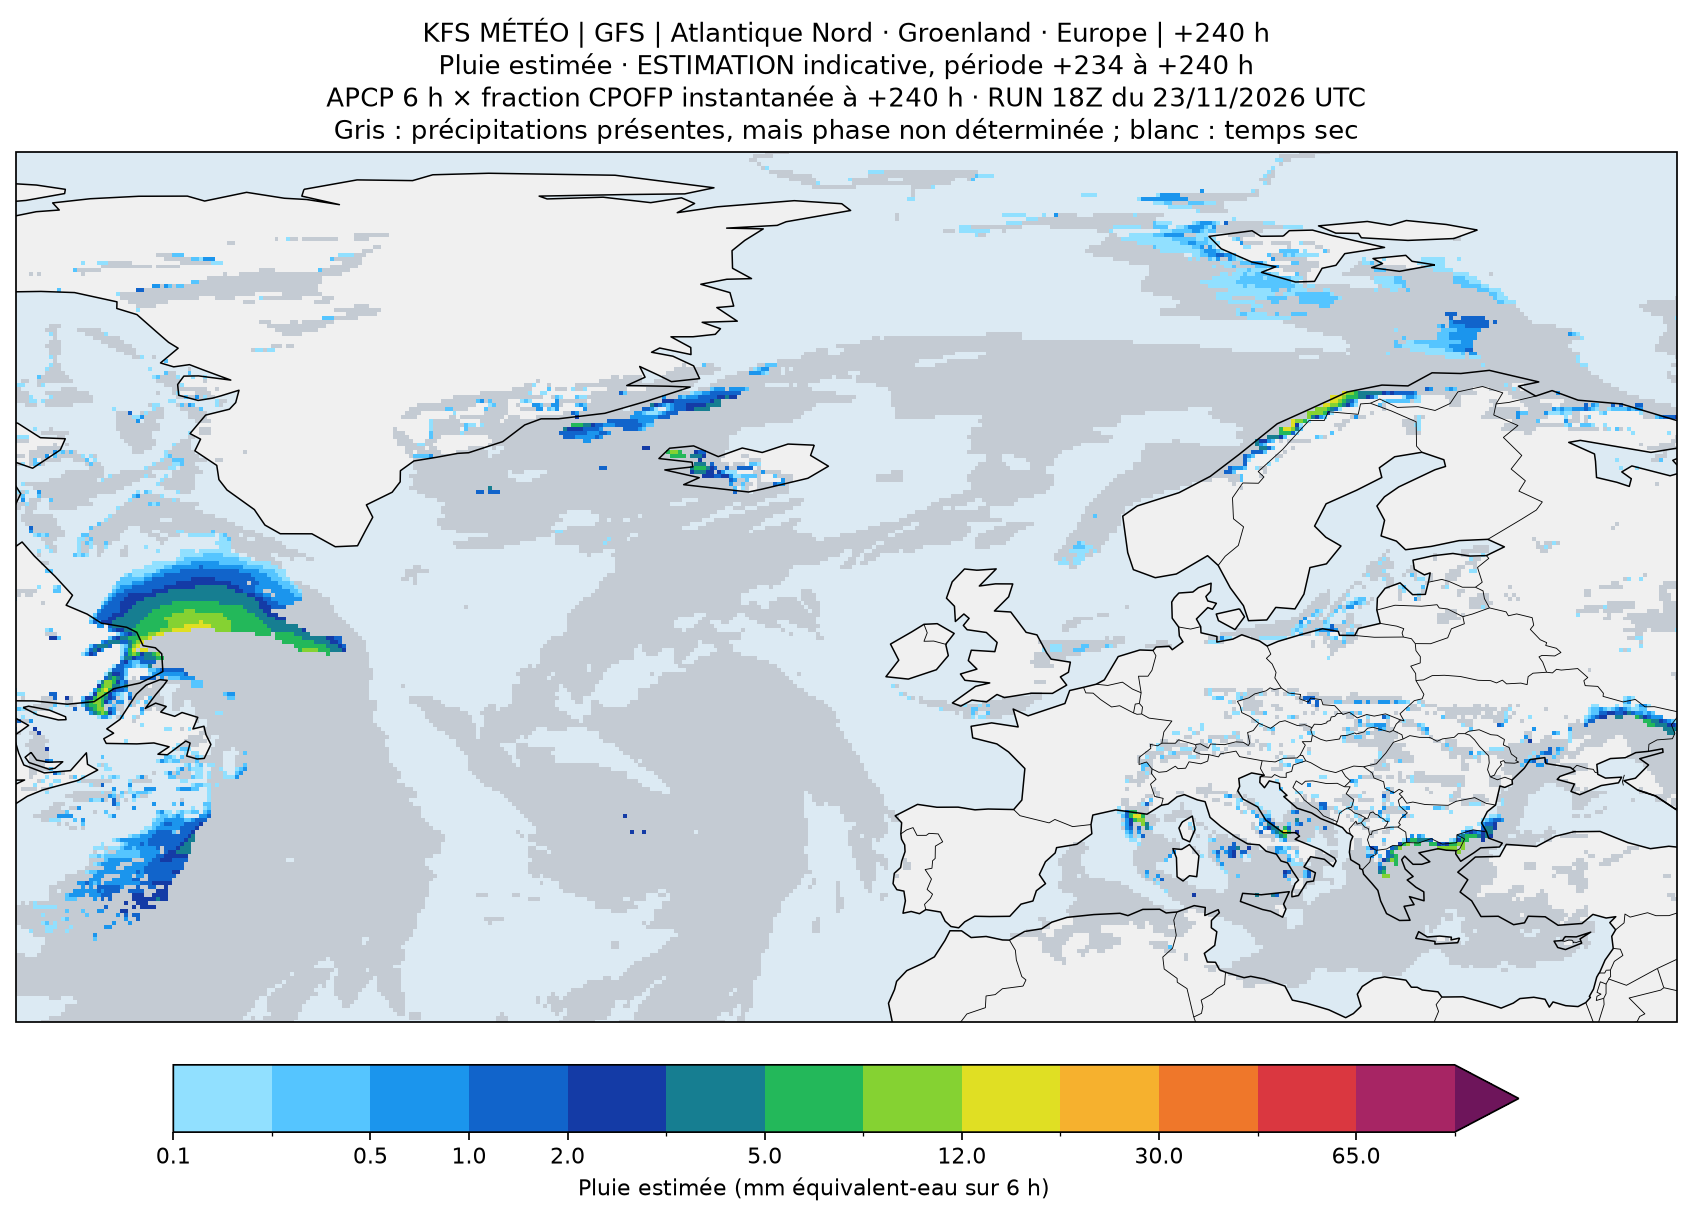 KFS MÉTÉO | GFS | Atlantique Nord · Groenland · Europe | +240 h
Pluie estimée · ESTIMATION indicative, période +234 à +240 h
APCP 6 h × fraction CPOFP instantanée à +240 h · RUN 18Z du 23/11/2026 UTC
Gris : précipitations présentes, mais phase non déterminée ; blanc : temps sec
0.1 0.5 1.0 2.0 5.0 12.0 30.0 65.0
Pluie estimée (mm équivalent-eau sur 6 h)